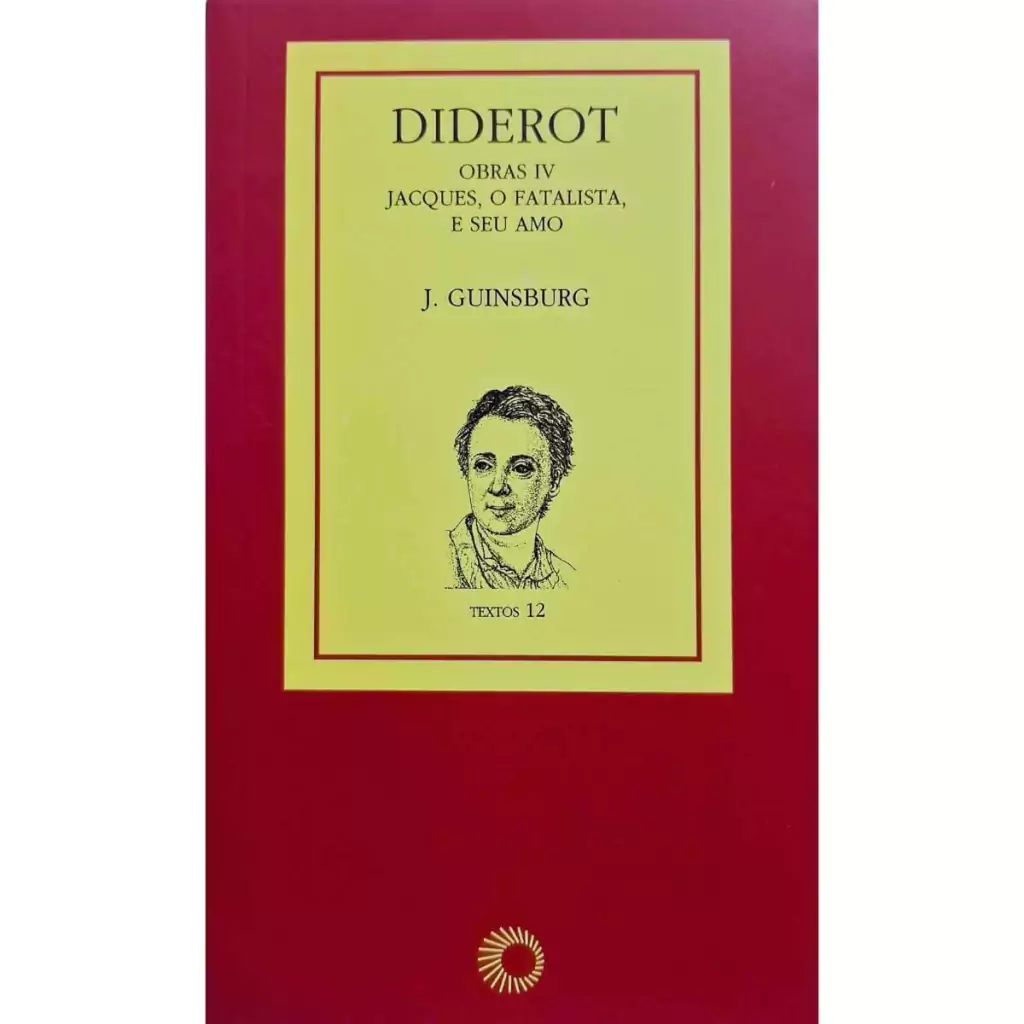 DIDEROT
OBRAS IV
JACQUES, O FATALISTA,
E SEU AMO
J. GUINSBURG
TEXTOS 12